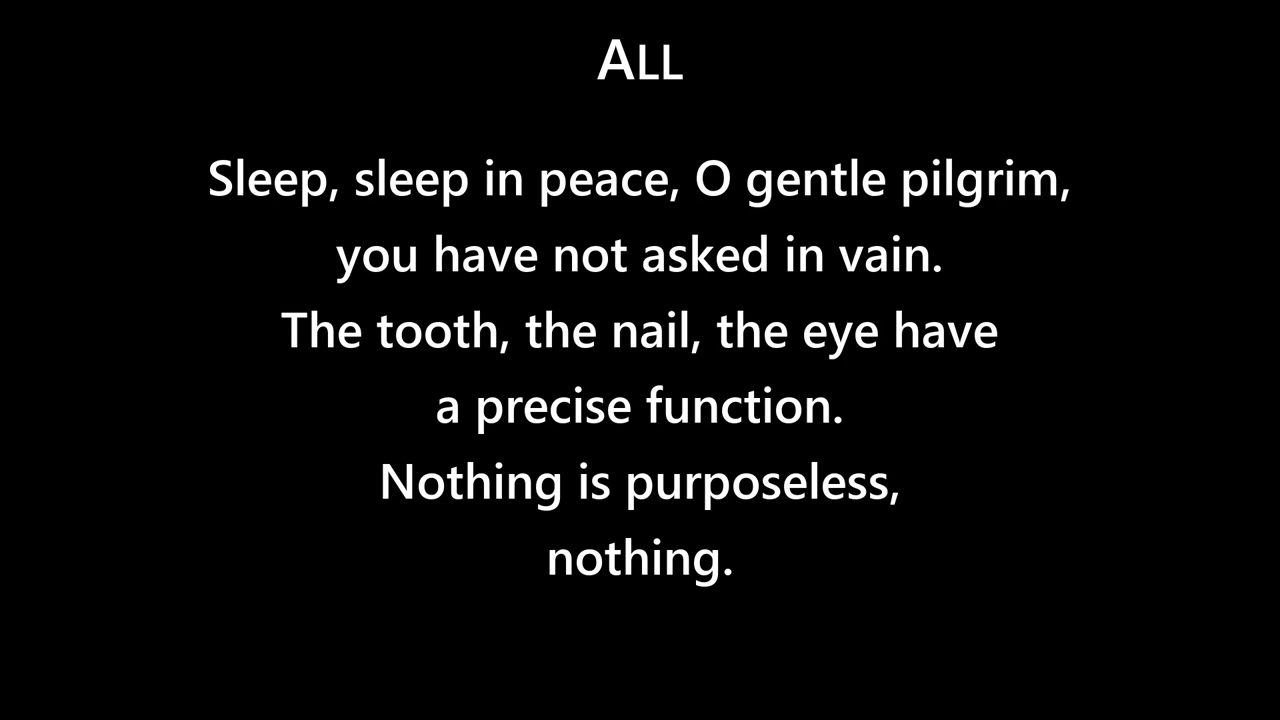 ALL
Sleep, sleep in peace, O gentle pilgrim,
you have not asked in vain.
The tooth, the nail, the eye have
a precise function.
Nothing is purposeless,
nothing.